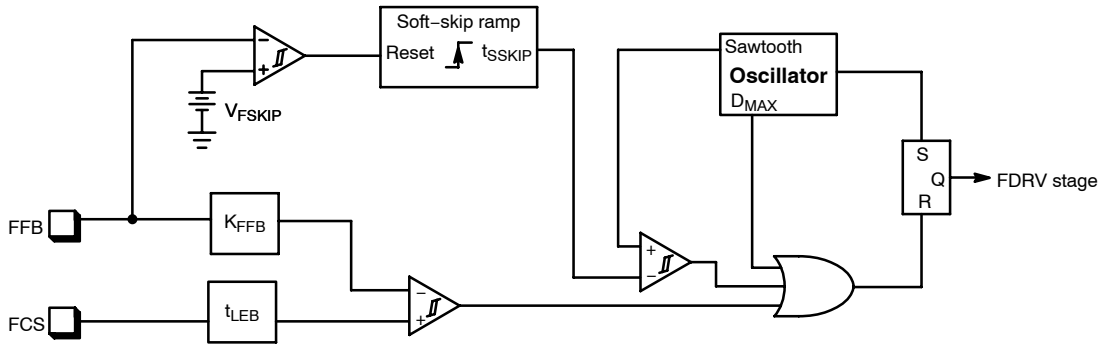 Soft-skip ramp
Reset
tSSKIP
Sawtooth
Oscillator
DMAX
-
+
VFSKIP
S
Q
R
FDRV stage
FFB
KFFB
+
-
FCS
tLEB
-
+